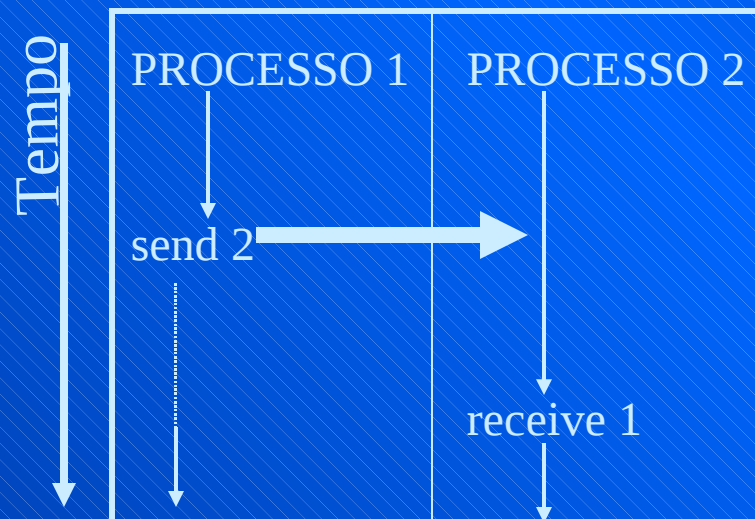 Tempo
PROCESSO 1
PROCESSO 2
send 2
receive 1